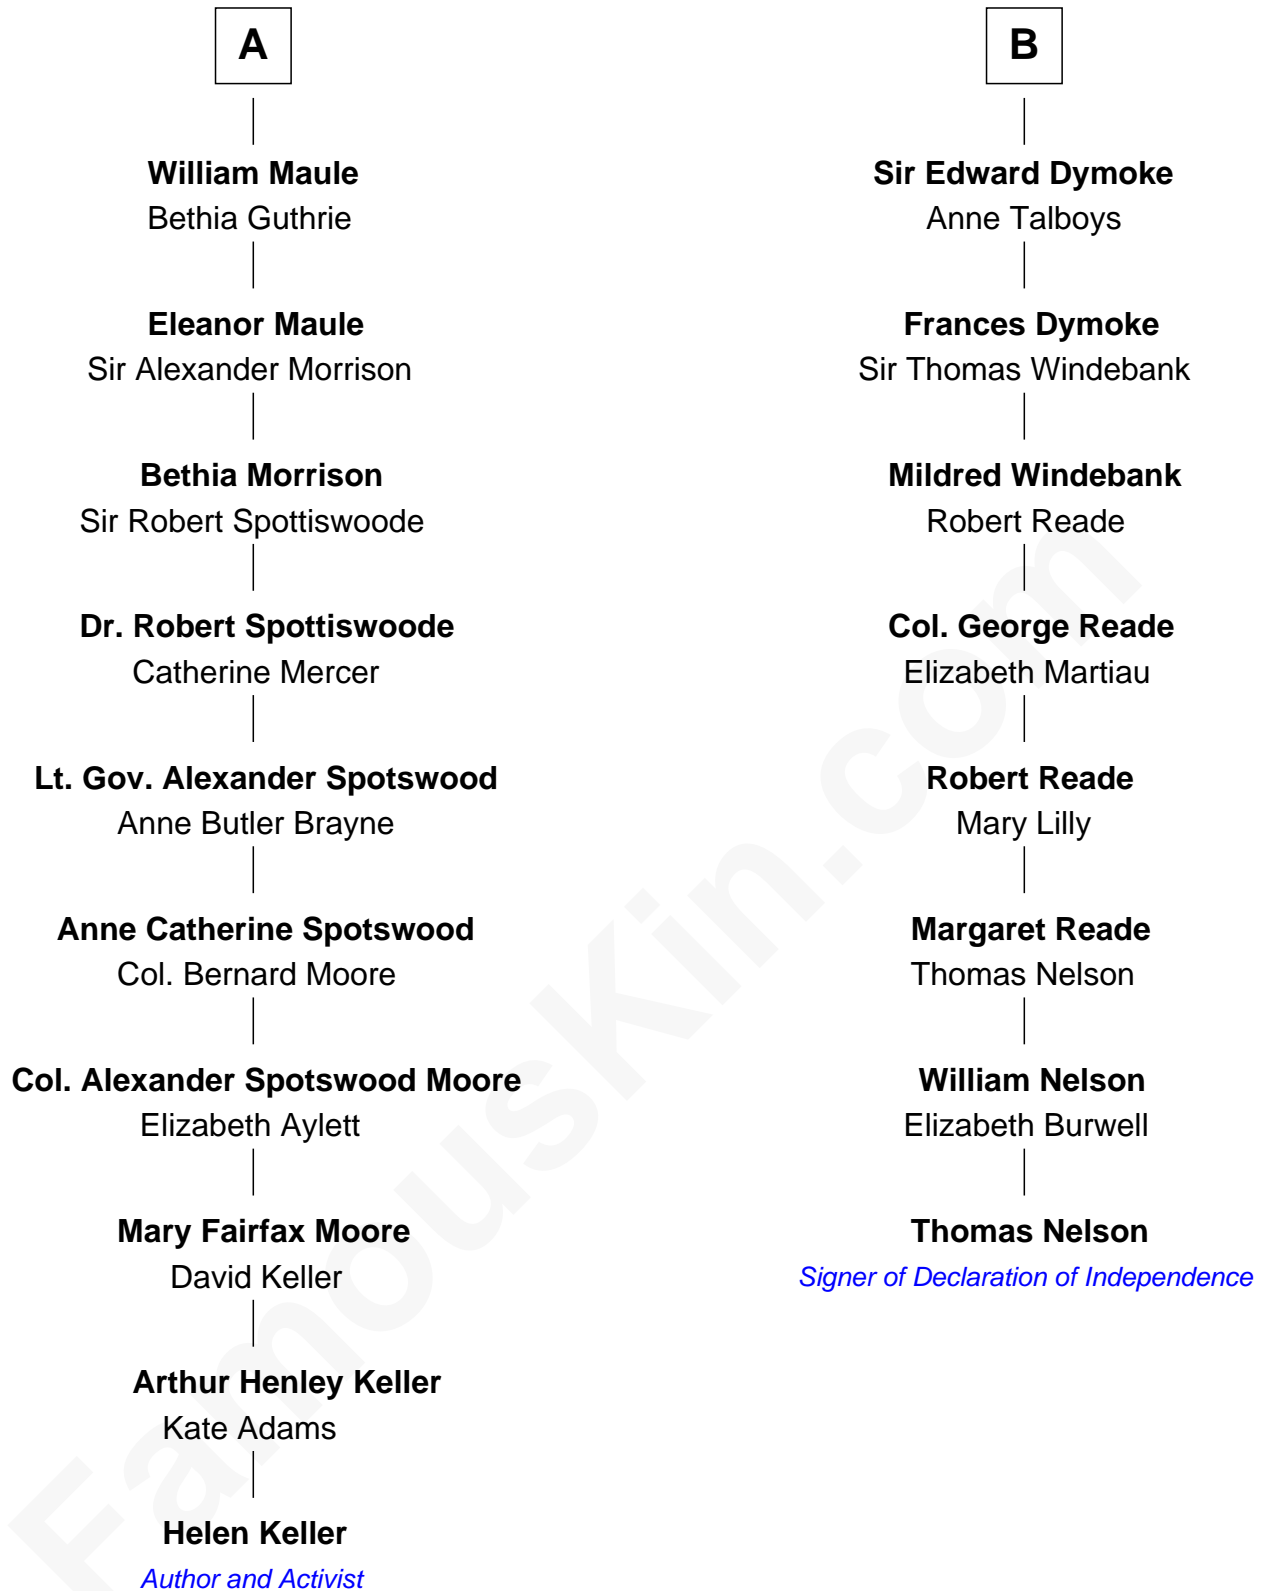 A
William Maule
Bethia Guthrie
Eleanor Maule
Sir Alexander Morrison
Bethia Morrison
Sir Robert Spottiswoode
Dr. Robert Spottiswoode
Catherine Mercer
Lt. Gov. Alexander Spotswood
Anne Butler Brayne
Anne Catherine Spotswood
Col. Bernard Moore
Col. Alexander Spotswood Moore
Elizabeth Aylett
Mary Fairfax Moore
David Keller
Arthur Henley Keller
Kate Adams
Helen Keller
Author and Activist
B
Sir Edward Dymoke
Anne Talboys
Frances Dymoke
Sir Thomas Windebank
Mildred Windebank
Robert Reade
Col. George Reade
Elizabeth Martiau
Robert Reade
Mary Lilly
Margaret Reade
Thomas Nelson
William Nelson
Elizabeth Burwell
Thomas Nelson
Signer of Declaration of Independence
FamousKin.com